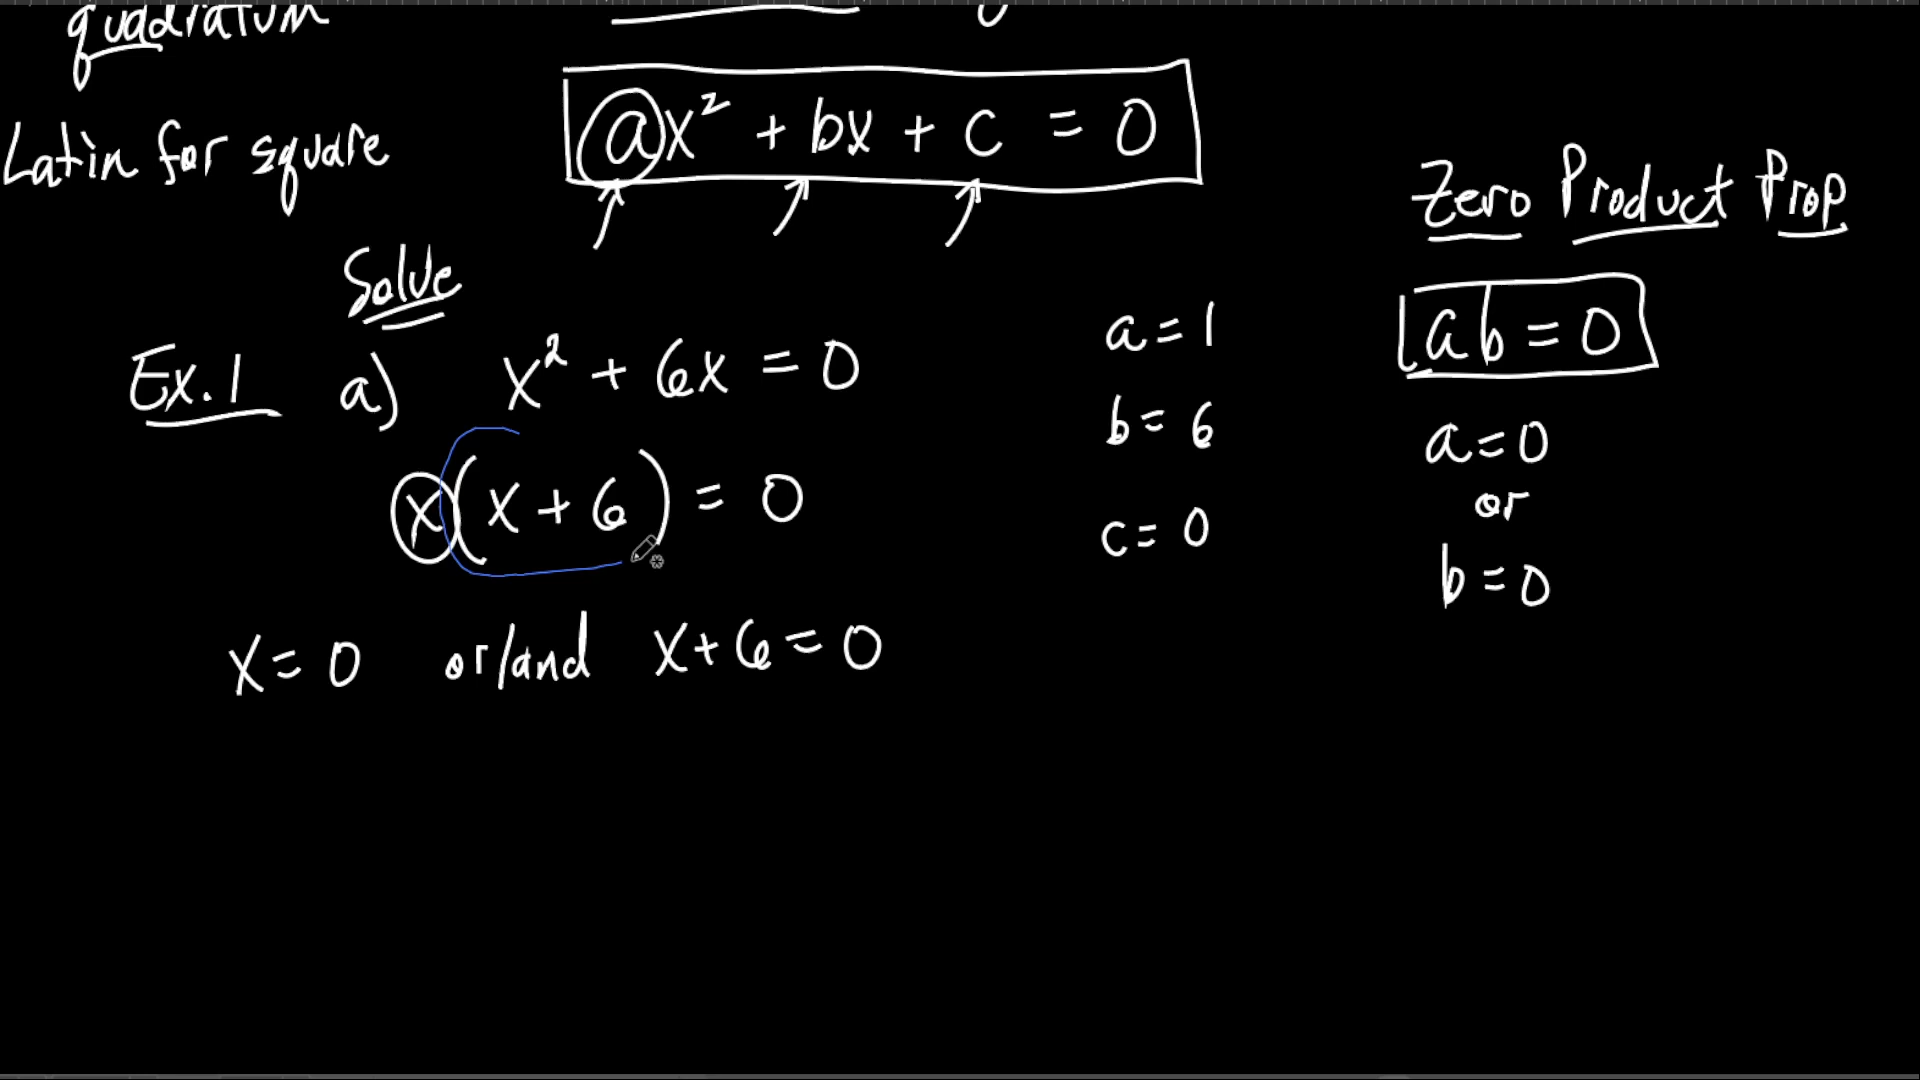 quadratum
ax² + bx + c = 0
Latin for square
Zero Product Prop
Solve
ab = 0
Ex. 1 a) x² + 6x = 0
a = 1
b = 6
c = 0
x(x + 6) = 0
a = 0
or
b = 0
x = 0 or/and x + 6 = 0